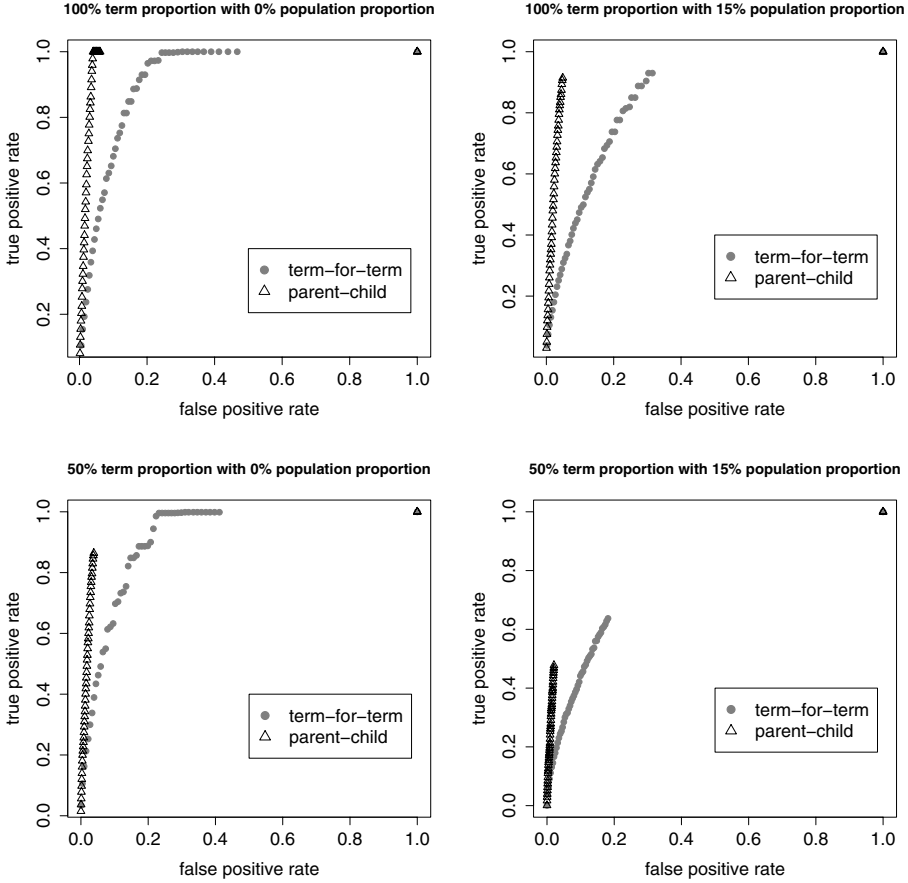 100% term proportion with 0% population proportion
true positive rate
1.0
0.8
0.6
0.4
0.2
term−for−term
parent−child
0.0 0.2 0.4 0.6 0.8 1.0
false positive rate
100% term proportion with 15% population proportion
true positive rate
1.0
0.8
0.6
0.4
0.2
term−for−term
parent−child
0.0 0.2 0.4 0.6 0.8 1.0
false positive rate
50% term proportion with 0% population proportion
true positive rate
1.0
0.8
0.6
0.4
0.2
0.0
term−for−term
parent−child
0.0 0.2 0.4 0.6 0.8 1.0
false positive rate
50% term proportion with 15% population proportion
true positive rate
1.0
0.8
0.6
0.4
0.2
0.0
term−for−term
parent−child
0.0 0.2 0.4 0.6 0.8 1.0
false positive rate